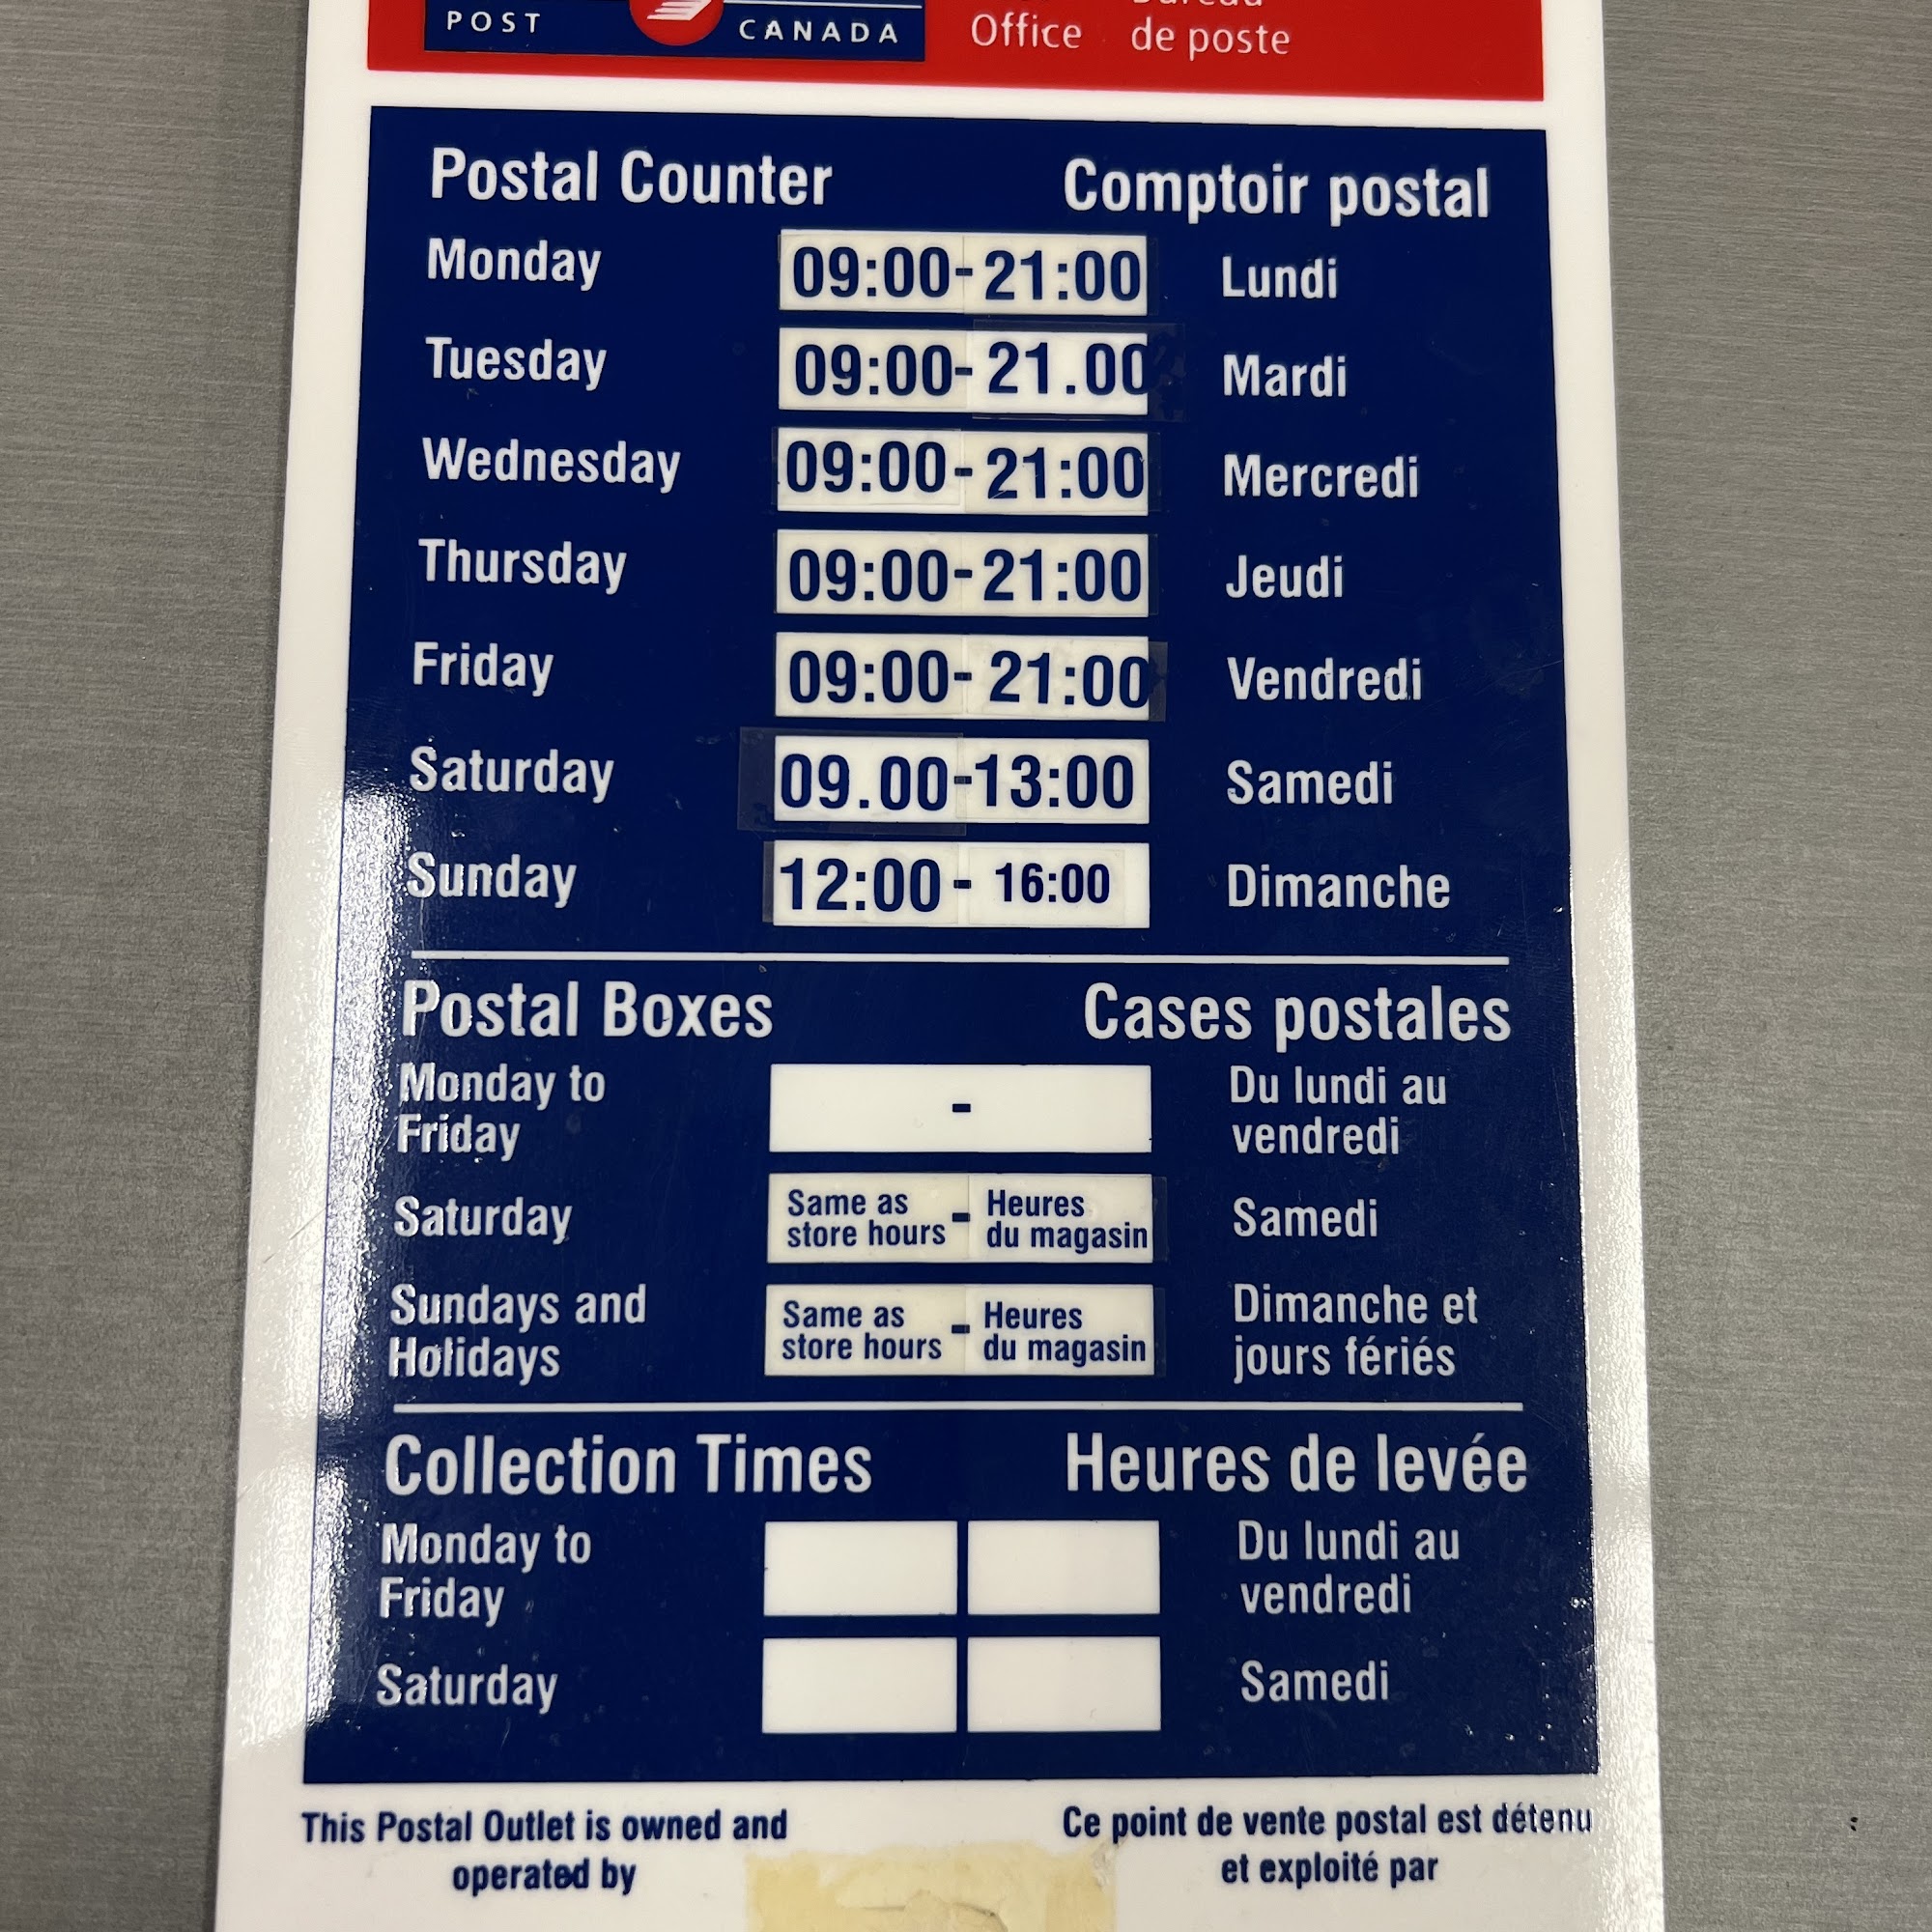 POST CANADA
Office de poste
Postal Counter Comptoir postal
Monday 09:00-21:00 Lundi
Tuesday 09:00-21.00 Mardi
Wednesday 09:00-21:00 Mercredi
Thursday 09:00-21:00 Jeudi
Friday 09:00-21:00 Vendredi
Saturday 09.00-13:00 Samedi
Sunday 12:00-16:00 Dimanche
Postal Boxes Cases postales
Monday to
Friday
-
Du lundi au
vendredi
Saturday
Same as
store hours
-
Heures
du magasin
Samedi
Sundays and
Holidays
Same as
store hours
-
Heures
du magasin
Dimanche et
jours fériés
Collection Times Heures de levée
Monday to
Friday
Du lundi au
vendredi
Saturday Samedi
This Postal Outlet is owned and
operated by
Ce point de vente postal est détenu
et exploité par